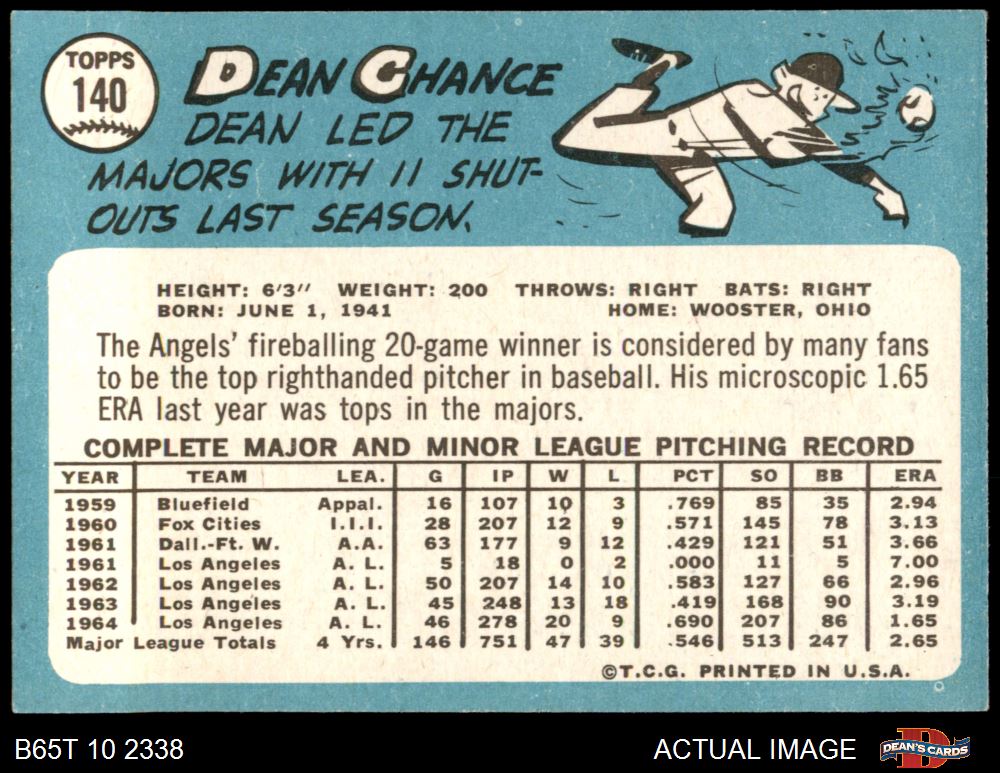 TOPPS
140
DEAN CHANCE
DEAN LED THE
MAJORS WITH 11 SHUT-
OUTS LAST SEASON.
HEIGHT: 6'3" WEIGHT: 200 THROWS: RIGHT BATS: RIGHT
BORN: JUNE 1, 1941 HOME: WOOSTER, OHIO
The Angels' fireballing 20-game winner is considered by many fans
to be the top righthanded pitcher in baseball. His microscopic 1.65
ERA last year was tops in the majors.
COMPLETE MAJOR AND MINOR LEAGUE PITCHING RECORD
YEAR TEAM LEA. G IP W L PCT SO BB ERA
1959 Bluefield Appal. 16 107 10 3 .769 85 35 2.94
1960 Fox Cities I.I.I. 28 207 12 9 .571 145 78 3.13
1961 Dall.-Ft. W. A.A. 63 177 9 12 .429 121 51 3.66
1961 Los Angeles A. L. 5 18 0 2 .000 11 5 7.00
1962 Los Angeles A. L. 50 207 14 10 .583 127 66 2.96
1963 Los Angeles A. L. 45 248 13 18 .419 168 90 3.19
1964 Los Angeles A. L. 46 278 20 9 .690 207 86 1.65
Major League Totals 4 Yrs. 146 751 47 39 .546 513 247 2.65
©T.C.G. PRINTED IN U.S.A.
B65T 10 2338 ACTUAL IMAGE DEAN'S CARDS